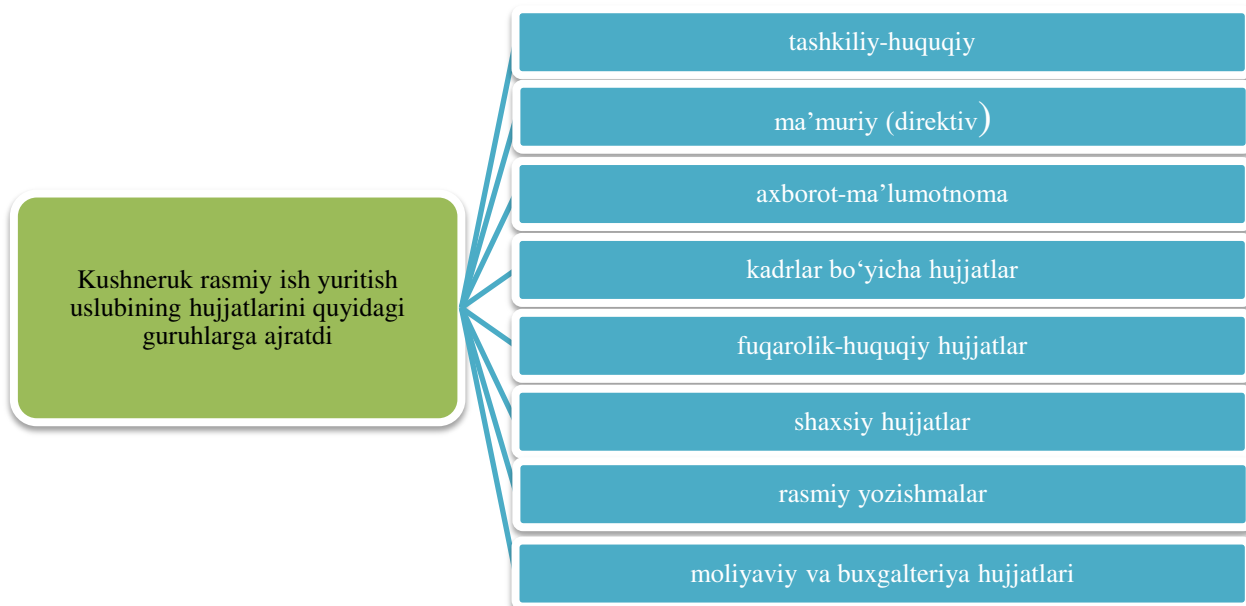 Kushneruk rasmiy ish yuritish
uslubining hujjatlarini quyidagi
guruhlarga ajratdi
tashkiliy-huquqiy
ma’muriy (direktiv)
axborot-ma’lumotnoma
kadrlar bo‘yicha hujjatlar
fuqarolik-huquqiy hujjatlar
shaxsiy hujjatlar
rasmiy yozishmalar
moliyaviy va buxgalteriya hujjatlari